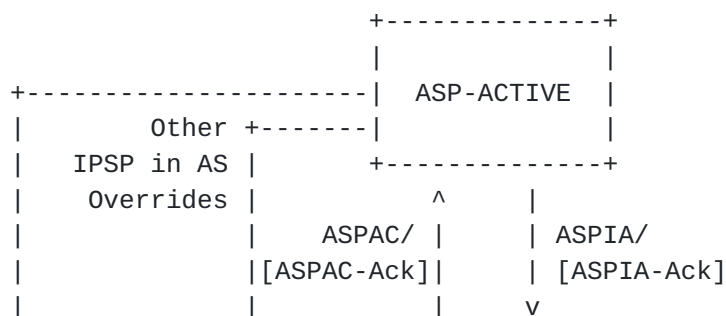 +--------------+
|              |
+----------------------|  ASP-ACTIVE  |
|        Other +-------|              |
|   IPSP in AS |       +--------------+
|    Overrides |           ^     |
|              |    ASPAC/ |     | ASPIA/
|              |[ASPAC-Ack]|     | [ASPIA-Ack]
|              |           |     v